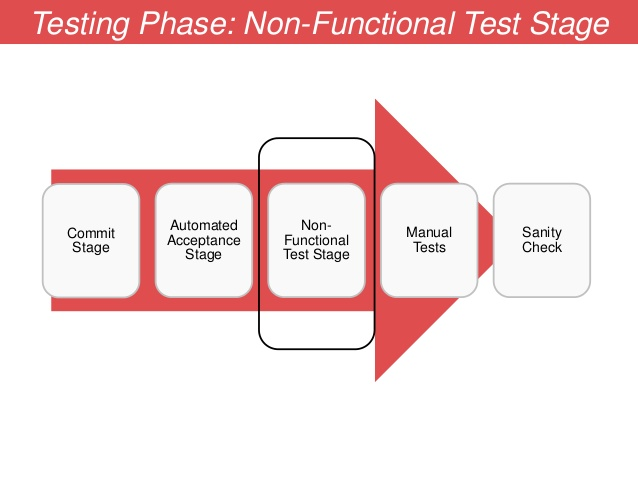 Testing Phase: Non-Functional Test Stage
Commit
Stage
Automated
Acceptance
Stage
Non-
Functional
Test Stage
Manual
Tests
Sanity
Check